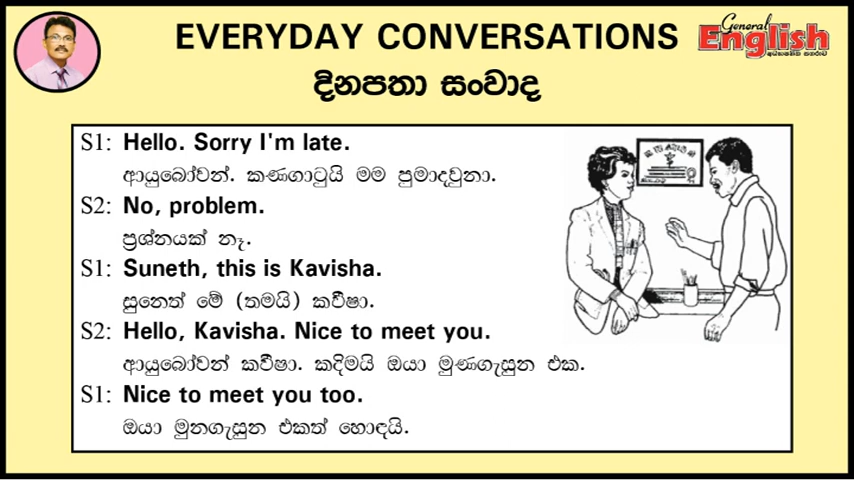 EVERYDAY CONVERSATIONS
General
English
දිනපතා සංවාද
S1: Hello. Sorry I'm late.
ආයුබෝවන්. කණගාටුයි මම පුමාදවුනා.
S2: No, problem.
ප්‍රශ්නයක් නෑ.
S1: Suneth, this is Kavisha.
සුනෙත් මේ (තමයි) කවීෂා.
S2: Hello, Kavisha. Nice to meet you.
ආයුබෝවන් කවීෂා. කදිමයි ඔයා මුණගැසුන එක.
S1: Nice to meet you too.
ඔයා මුනගැසුන එකත් හොඳයි.